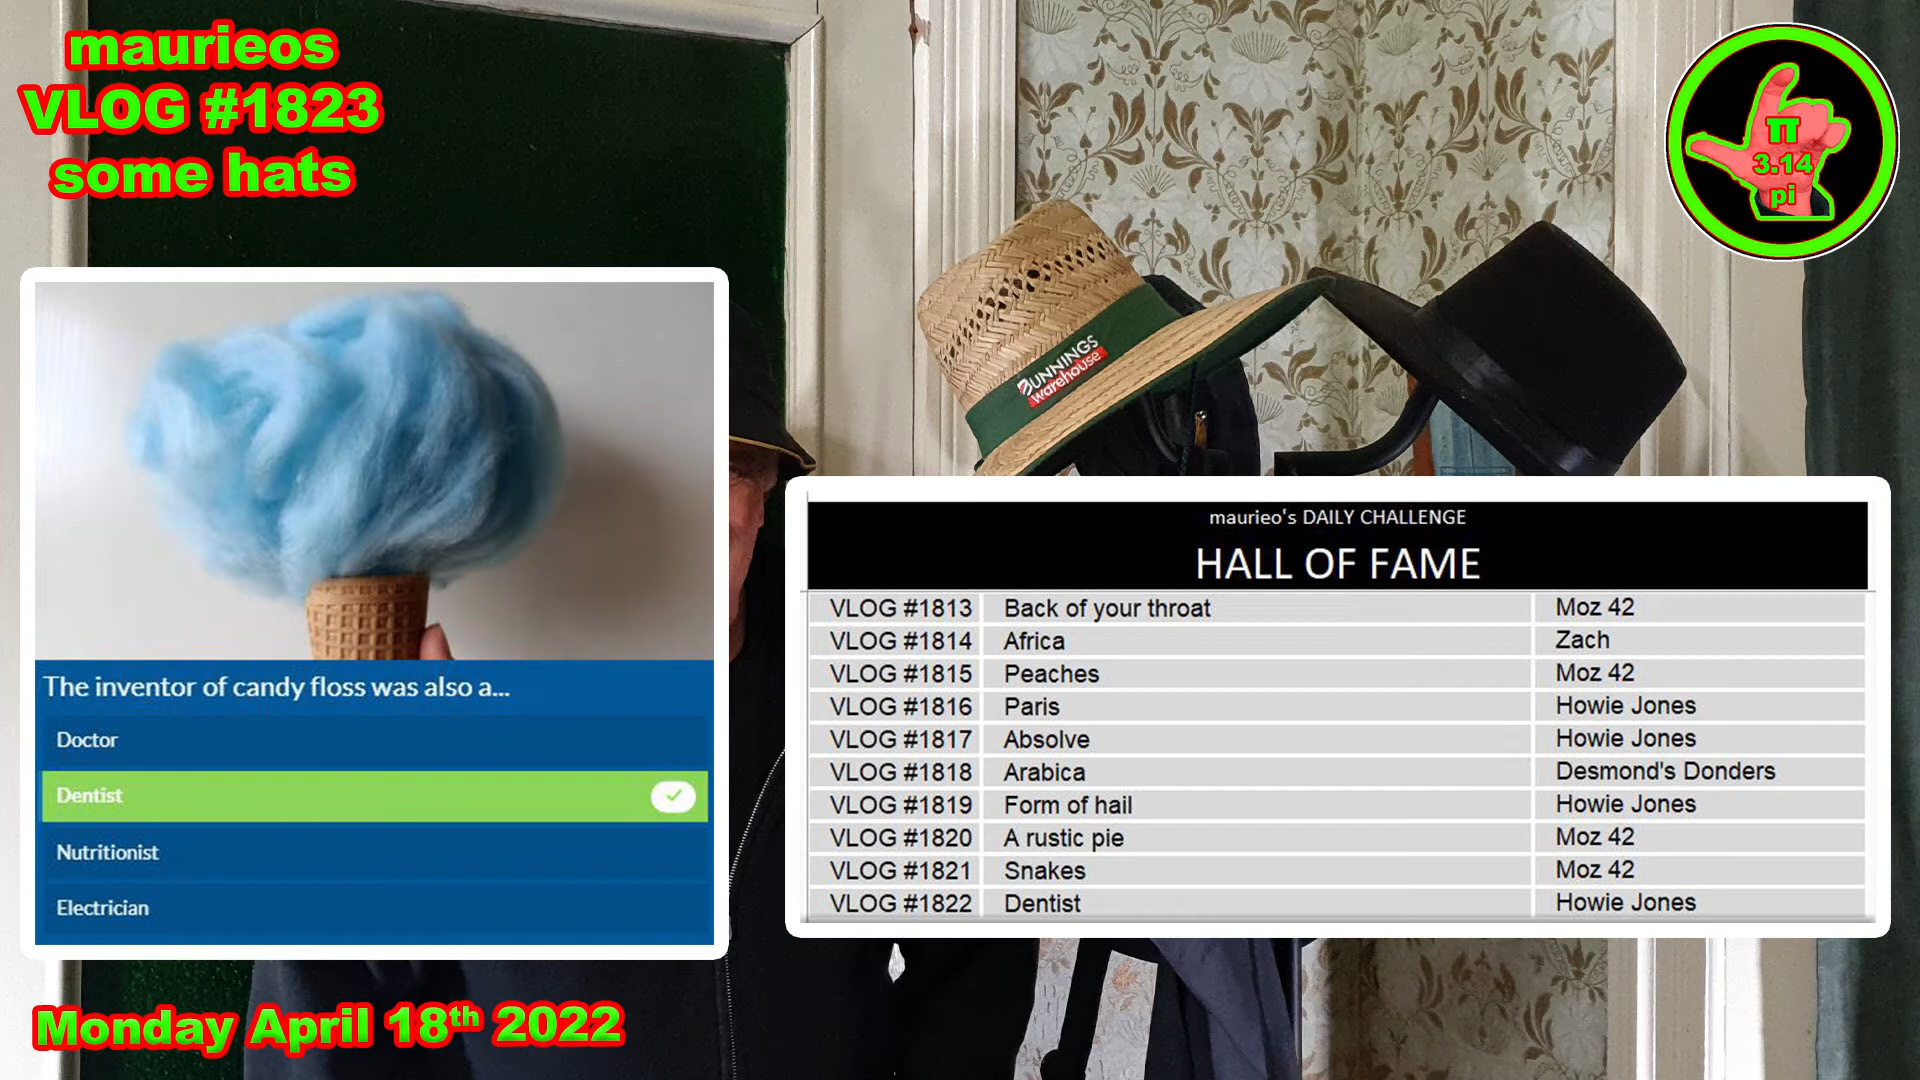 maurieos
VLOG #1823
some hats
π
3.14
pi
BUNNINGS
warehouse
The inventor of candy floss was also a...
Doctor
Dentist
Nutritionist
Electrician
maurieo's DAILY CHALLENGE
HALL OF FAME
VLOG #1813 Back of your throat Moz 42
VLOG #1814 Africa Zach
VLOG #1815 Peaches Moz 42
VLOG #1816 Paris Howie Jones
VLOG #1817 Absolve Howie Jones
VLOG #1818 Arabica Desmond's Donders
VLOG #1819 Form of hail Howie Jones
VLOG #1820 A rustic pie Moz 42
VLOG #1821 Snakes Moz 42
VLOG #1822 Dentist Howie Jones
Monday April 18th 2022